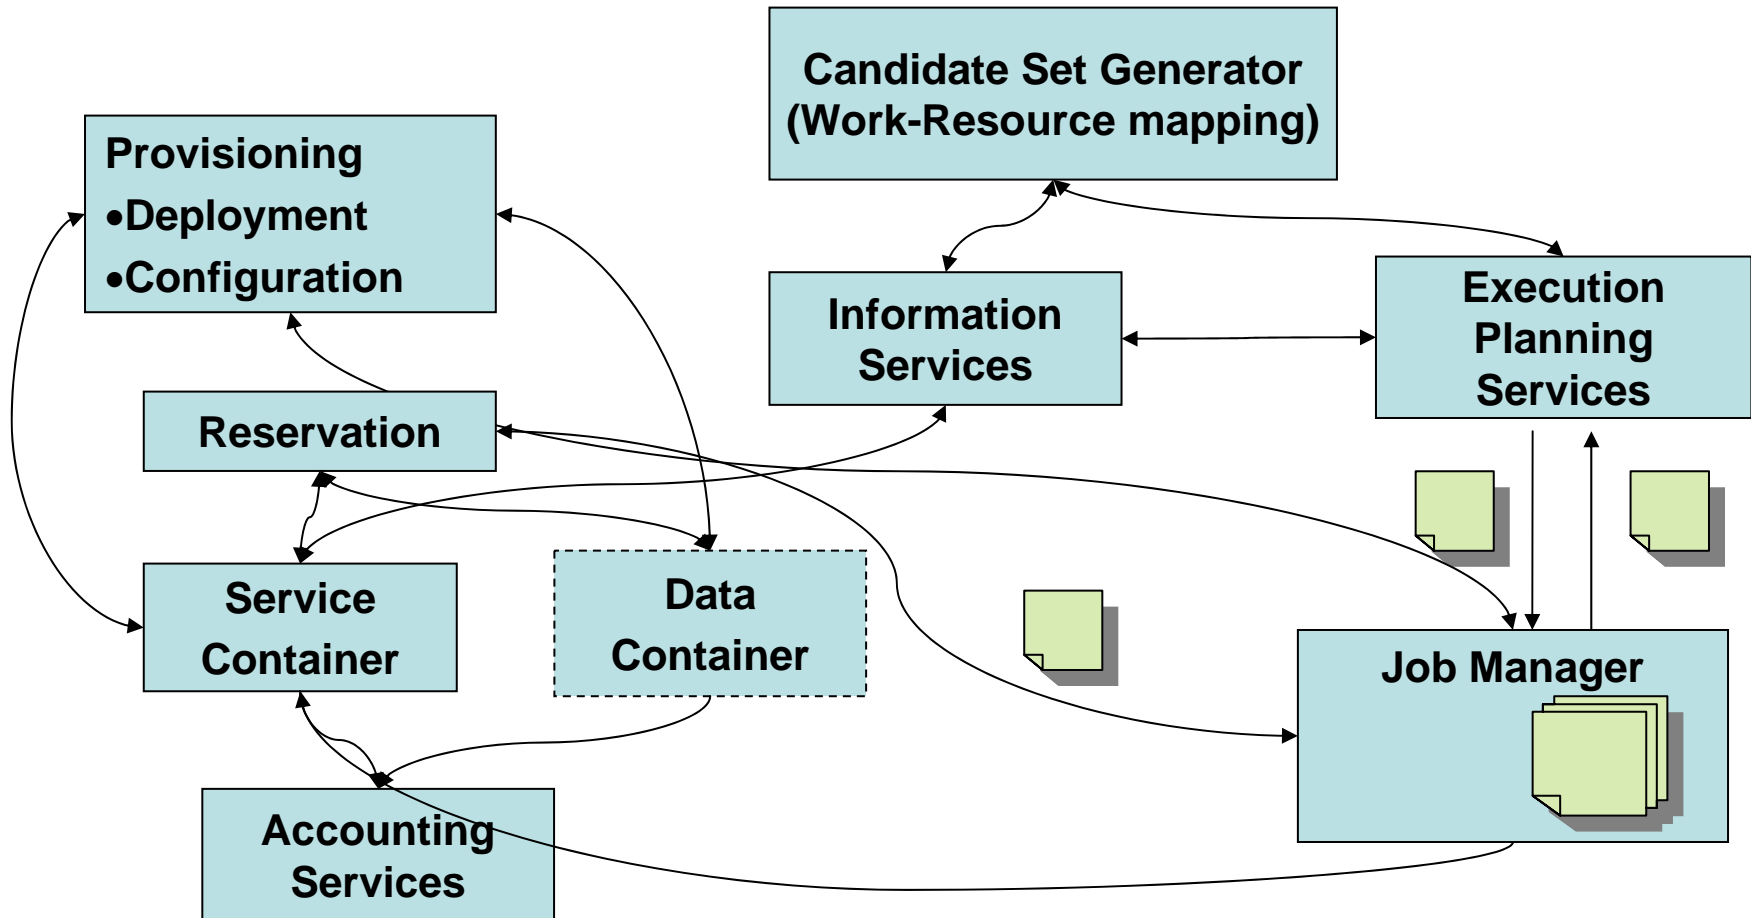 Candidate Set Generator
(Work-Resource mapping)
Provisioning
•Deployment
•Configuration
Information
Services
Execution
Planning
Services
Reservation
Service
Container
Data
Container
Job Manager
Accounting
Services